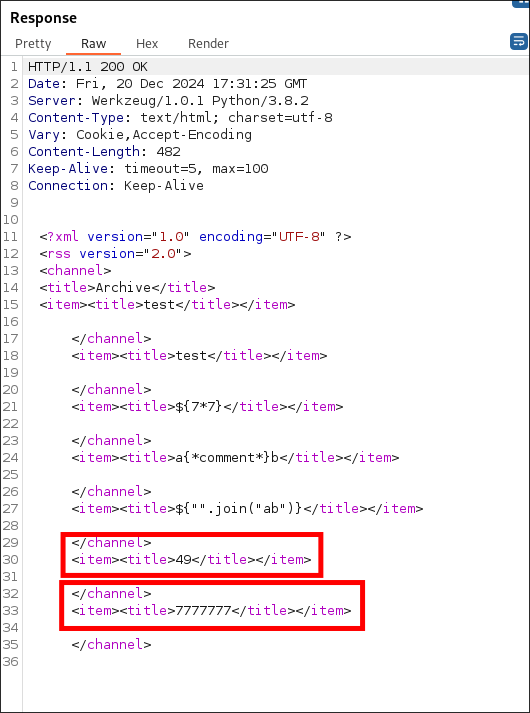 Response
Pretty Raw Hex Render
1 HTTP/1.1 200 OK
2 Date: Fri, 20 Dec 2024 17:31:25 GMT
3 Server: Werkzeug/1.0.1 Python/3.8.2
4 Content-Type: text/html; charset=utf-8
5 Vary: Cookie,Accept-Encoding
6 Content-Length: 482
7 Keep-Alive: timeout=5, max=100
8 Connection: Keep-Alive
9
10
11 <?xml version="1.0" encoding="UTF-8" ?>
12 <rss version="2.0">
13 <channel>
14 <title>Archive</title>
15 <item><title>test</title></item>
16
17 </channel>
18 <item><title>test</title></item>
19
20 </channel>
21 <item><title>${7*7}</title></item>
22
23 </channel>
24 <item><title>a{*comment*}b</title></item>
25
26 </channel>
27 <item><title>${"".join("ab")}</title></item>
28
29 </channel>
30 <item><title>49</title></item>
31
32 </channel>
33 <item><title>7777777</title></item>
34
35 </channel>
36